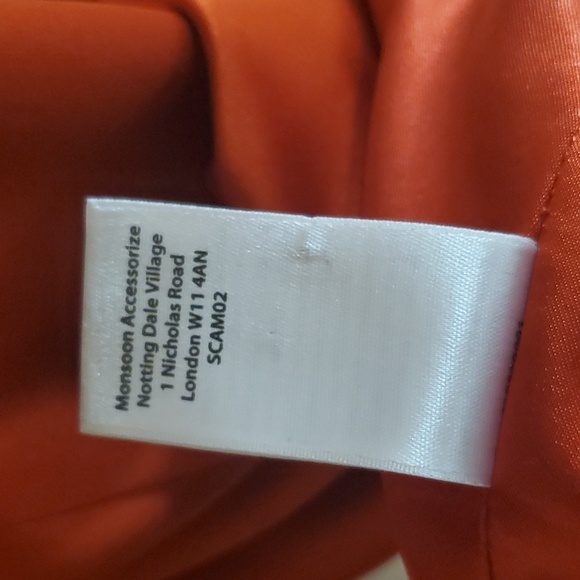 Monsoon Accessorize
Notting Dale Village
1 Nicholas Road
London W11 4AN
SCAM02